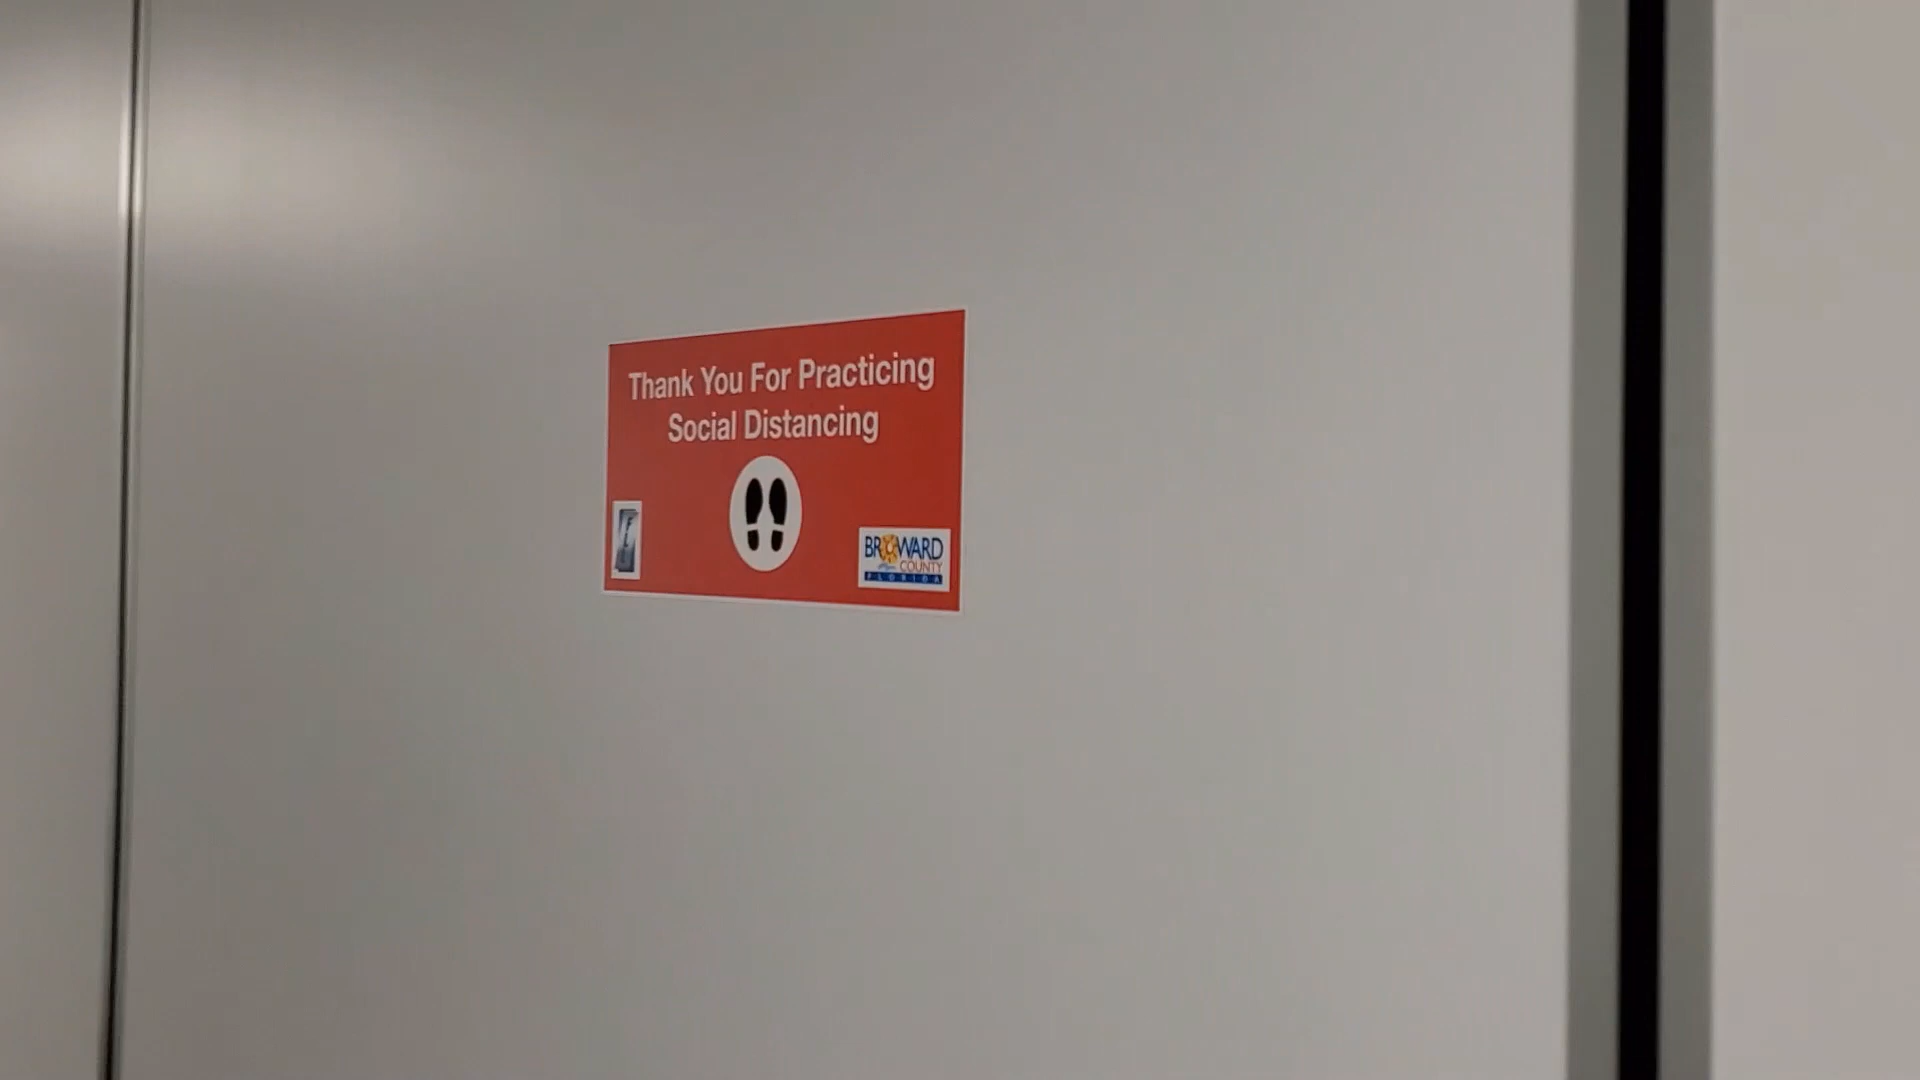 Thank You For Practicing
Social Distancing
BROWARD
COUNTY
FLORIDA